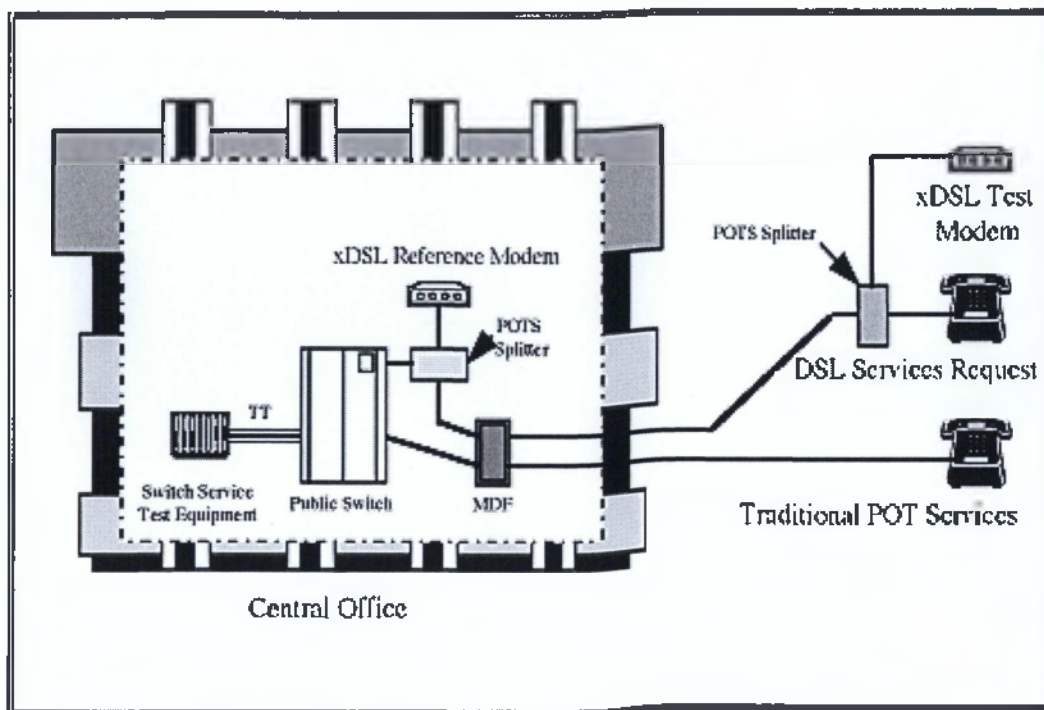 xDSL Test
Modem
POTS Splitter
xDSL Reference Modem
POTS
Splitter
DSL Services Request
TT
Switch Service
Test Equipment
Public Switch
MDF
Traditional POT Services
Central Office